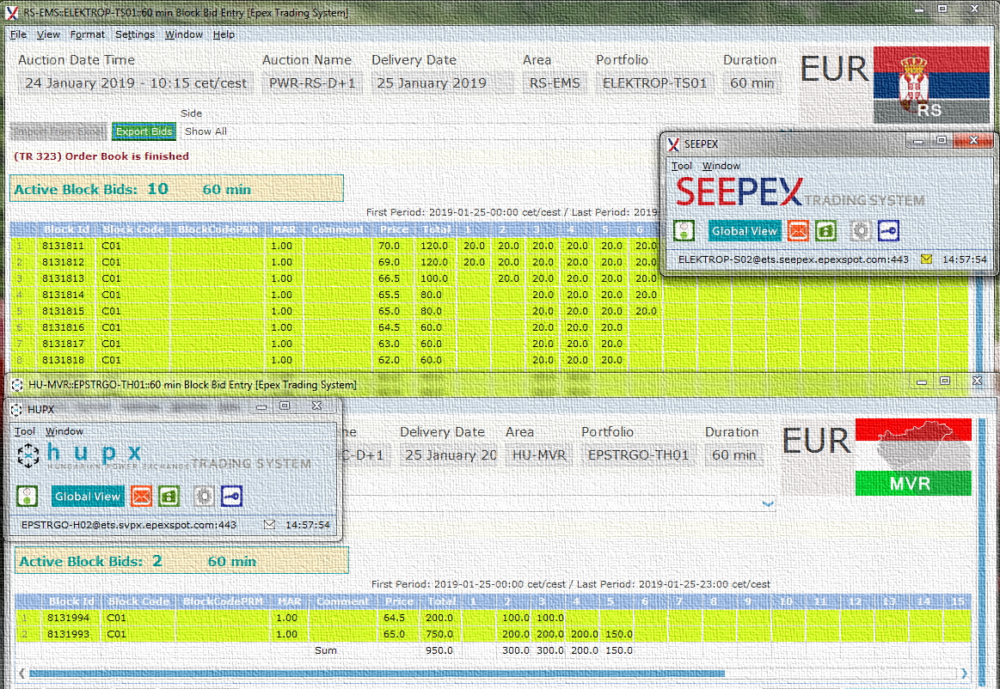 RS-EMS::ELEKTROP-TS01::60 min Block Bid Entry [Epex Trading System]
File View Format Settings Window Help
Auction Date Time Auction Name Delivery Date Area Portfolio Duration
24 January 2019 - 10:15 cet/cest PWR-RS-D+1 25 January 2019 RS-EMS ELEKTROP-TS01 60 min
EUR
RS
Side
Import from Excel Export Bids Show All
(TR 323) Order Book is finished
Active Block Bids: 10 60 min
First Period: 2019-01-25-00:00 cet/cest / Last Period: 2019
Block Id Block Code BlockCodePRM MAR Comment Price Total 1 2 3 4 5 6
1 8131811 C01 1.00 70.0 120.0 20.0 20.0 20.0 20.0 20.0 20.0
2 8131812 C01 1.00 69.0 120.0 20.0 20.0 20.0 20.0 20.0 20.0
3 8131813 C01 1.00 66.5 100.0 20.0 20.0 20.0 20.0 20.0
4 8131814 C01 1.00 65.5 80.0 20.0 20.0 20.0 20.0
5 8131815 C01 1.00 65.0 80.0 20.0 20.0 20.0 20.0
6 8131816 C01 1.00 64.5 60.0 20.0 20.0 20.0
7 8131817 C01 1.00 63.0 60.0 20.0 20.0 20.0
8 8131818 C01 1.00 62.0 60.0 20.0 20.0 20.0
SEEPEX
Tool Window
SEEPEX TRADING SYSTEM
Global View
ELEKTROP-S02@ets.seepex.epexspot.com:443 14:57:54
HU-MVR::EPSTRGO-TH01::60 min Block Bid Entry [Epex Trading System]
HUPX
Tool Window
hupx
HUNGARIAN POWER EXCHANGE TRADING SYSTEM
Global View
EPSTRGO-H02@ets.svpx.epexspot.com:443 14:57:54
me Delivery Date Area Portfolio Duration
C-D+1 25 January 20 HU-MVR EPSTRGO-TH01 60 min
EUR
MVR
Active Block Bids: 2 60 min
First Period: 2019-01-25-00:00 cet/cest / Last Period: 2019-01-25-23:00 cet/cest
Block Id Block Code BlockCodePRM MAR Comment Price Total 1 2 3 4 5 6 7 8 9 10 11 12 13 14 15
1 8131994 C01 1.00 64.5 200.0 100.0 100.0
2 8131993 C01 1.00 65.0 750.0 200.0 200.0 200.0 150.0
Sum 950.0 300.0 300.0 200.0 150.0